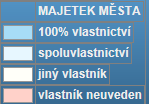 MAJETEK MĚSTA
100% vlastnictví
spoluvlastnictví
jiný vlastník
vlastník neuveden